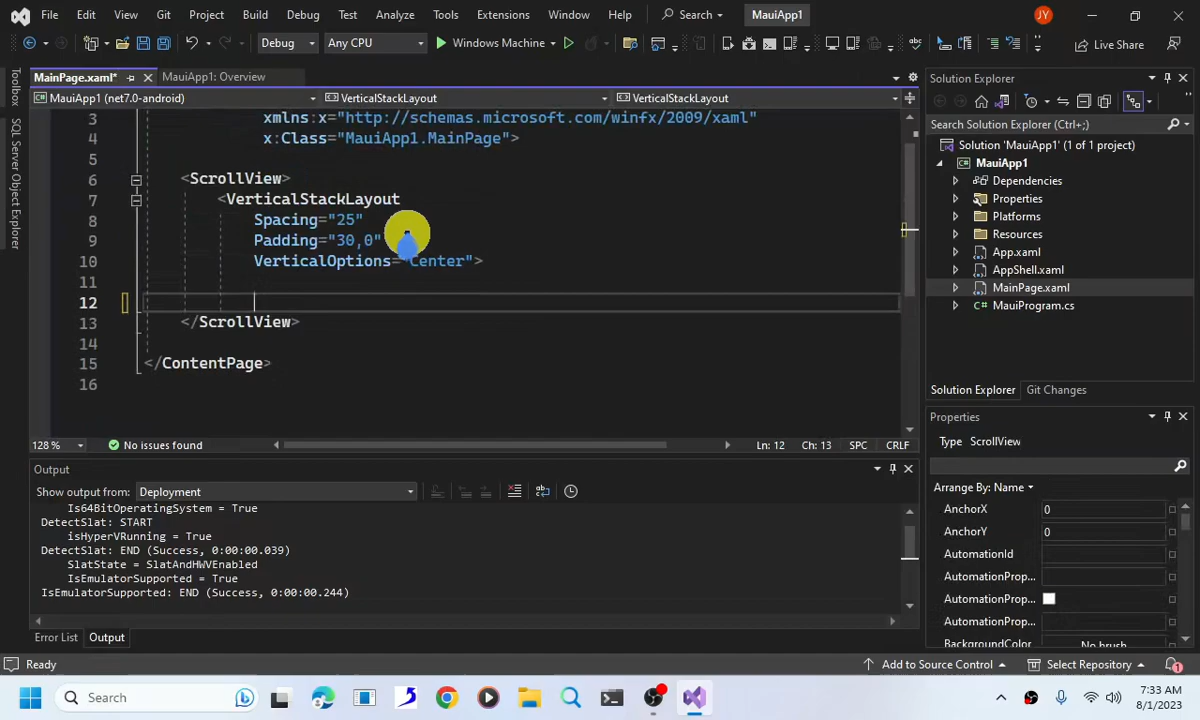 File Edit View Git Project Build Debug Test Analyze Tools Extensions Window Help Search MauiApp1 JY
Debug Any CPU Windows Machine Live Share
MainPage.xaml* MauiApp1: Overview
MauiApp1 (net7.0-android) VerticalStackLayout VerticalStackLayout
3 xmlns:x="http://schemas.microsoft.com/winfx/2009/xaml"
4 x:Class="MauiApp1.MainPage">
5
6 <ScrollView>
7 <VerticalStackLayout
8 Spacing="25"
9 Padding="30,0"
10 VerticalOptions="Center">
11
12
13 </ScrollView>
14
15 </ContentPage>
16
128 % No issues found Ln: 12 Ch: 13 SPC CRLF
Toolbox
SQL Server Object Explorer
Output
Show output from: Deployment
Is64BitOperatingSystem = True
DetectSlat: START
isHyperVRunning = True
DetectSlat: END (Success, 0:00:00.039)
SlatState = SlatAndHWVEnabled
IsEmulatorSupported = True
IsEmulatorSupported: END (Success, 0:00:00.244)
Error List Output
Solution Explorer
Search Solution Explorer (Ctrl+;)
Solution 'MauiApp1' (1 of 1 project)
MauiApp1
Dependencies
Properties
Platforms
Resources
App.xaml
AppShell.xaml
MainPage.xaml
C# MauiProgram.cs
Solution Explorer Git Changes
Properties
Type ScrollView
Arrange By: Name
AnchorX 0
AnchorY 0
AutomationId
AutomationProp...
AutomationProp...
AutomationProp...
BackgroundColor No brush
Ready Add to Source Control Select Repository 1
Search 7:33 AM
8/1/2023